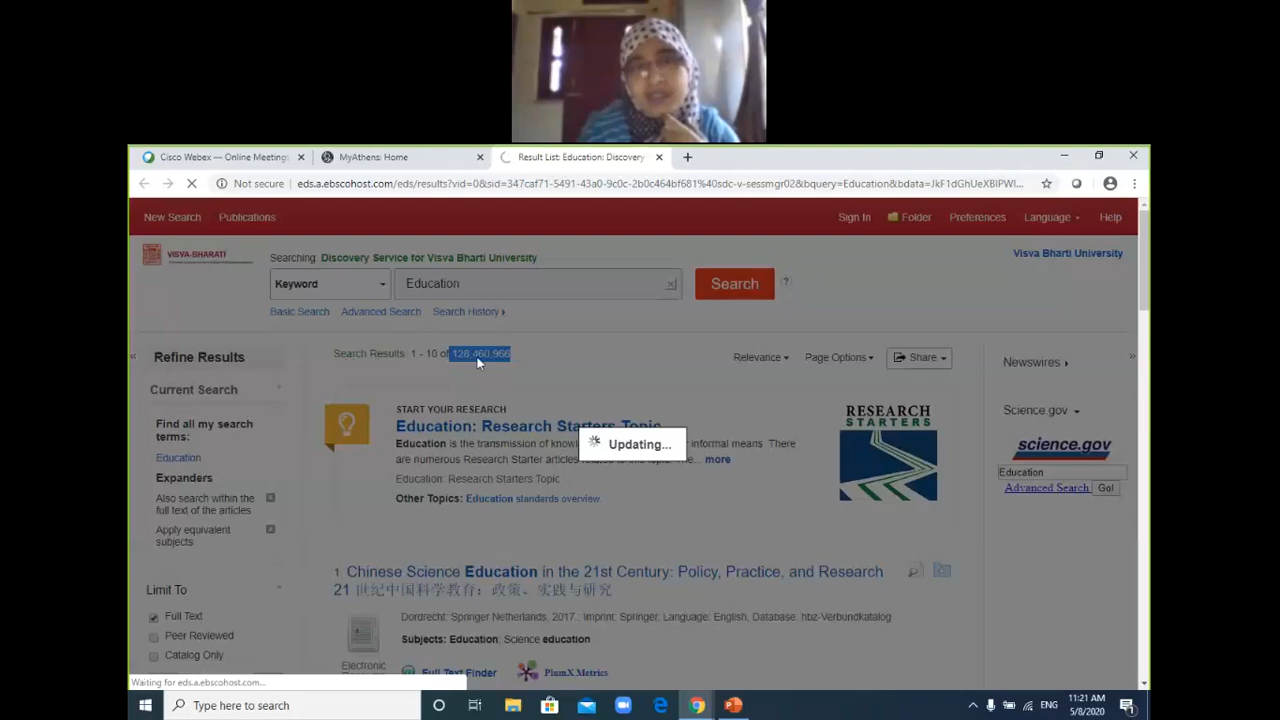 Cisco Webex — Online Meeting:
MyAthens: Home
Result List: Education: Discovery
Not secure
eds.a.ebscohost.com/eds/results?vid=0&sid=347caf71-5491-43a0-9c0c-2b0c464bf681%40sdc-v-sessmgr02&bquery=Education&bdata=JkF1dGhUeXBlPWl...
New Search
Publications
Sign In
Folder
Preferences
Language
Help
VISVA-BHARATI
Searching: Discovery Service for Visva Bharti University
Visva Bharti University
Keyword
Education
Search
?
Basic Search
Advanced Search
Search History
Refine Results
Search Results: 1 - 10 of 128,460,966
Relevance
Page Options
Share
Newswires
Current Search
Find all my search
terms:
Education
Expanders
Also search within the
full text of the articles
Apply equivalent
subjects
Limit To
Full Text
Peer Reviewed
Catalog Only
START YOUR RESEARCH
Education: Research Starters Topic
Updating...
are numerous Research Starter articles
more
Education: Research Starters Topic
Other Topics: Education standards overview.
RESEARCH
STARTERS
Science.gov
science.gov
Education
Advanced Search
Go!
1. Chinese Science Education in the 21st Century: Policy, Practice, and Research
21 世纪中国科学教育：政策、实践与研究
Dordrecht: Springer Netherlands, 2017.; Imprint: Springer. Language: English, Database: hbz-Verbundkatalog
Subjects: Education; Science education
Electronic
Full Text Finder
PlumX Metrics
Waiting for eds.a.ebscohost.com...
Type here to search
ENG
11:21 AM
5/8/2020